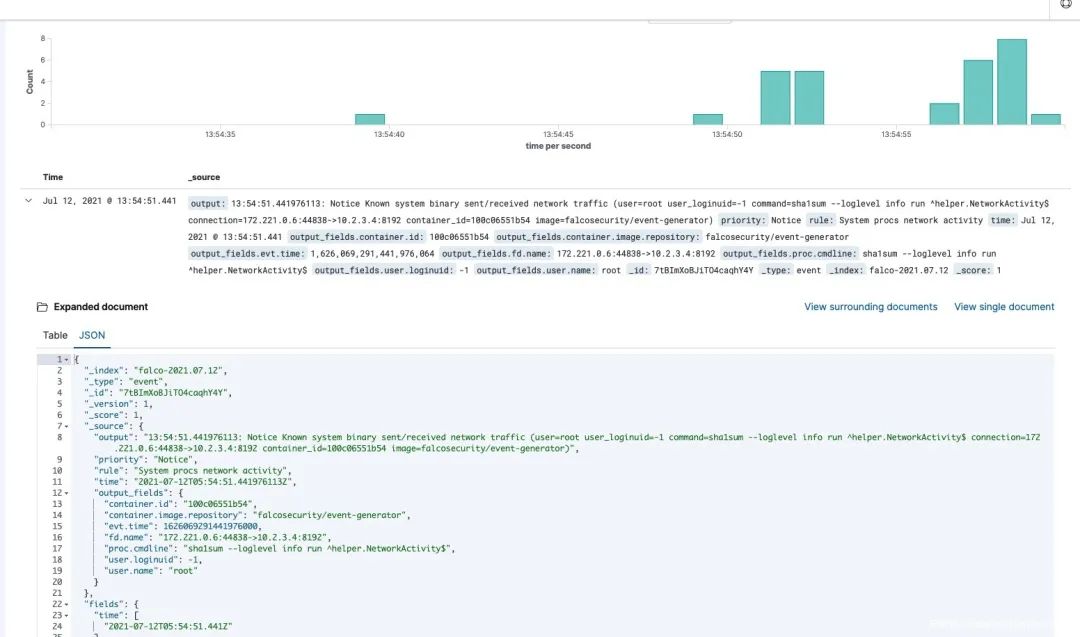 8
6
4
2
0
Count
13:54:35
13:54:40
13:54:45
13:54:50
13:54:55
time per second
Time
_source
Jul 12, 2021 @ 13:54:51.441
output: 13:54:51.441976113: Notice Known system binary sent/received network traffic (user=root user_loginuid=-1 command=sha1sum --loglevel info run ^helper.NetworkActivity$
connection=172.221.0.6:44838->10.2.3.4:8192 container_id=100c06551b54 image=falcosecurity/event-generator) priority: Notice rule: System procs network activity time: Jul 12,
2021 @ 13:54:51.441 output_fields.container.id: 100c06551b54 output_fields.container.image.repository: falcosecurity/event-generator
output_fields.evt.time: 1,626,069,291,441,976,064 output_fields.fd.name: 172.221.0.6:44838->10.2.3.4:8192 output_fields.proc.cmdline: sha1sum --loglevel info run
^helper.NetworkActivity$ output_fields.user.loginuid: -1 output_fields.user.name: root _id: 7tBImXoBJiTO4caqhY4Y _type: event _index: falco-2021.07.12 _score: 1
Expanded document
View surrounding documents
View single document
Table JSON
1 {
2 "_index": "falco-2021.07.12",
3 "_type": "event",
4 "_id": "7tBImXoBJiTO4caqhY4Y",
5 "_version": 1,
6 "_score": 1,
7 "_source": {
8 "output": "13:54:51.441976113: Notice Known system binary sent/received network traffic (user=root user_loginuid=-1 command=sha1sum --loglevel info run ^helper.NetworkActivity$ connection=172
.221.0.6:44838->10.2.3.4:8192 container_id=100c06551b54 image=falcosecurity/event-generator)",
9 "priority": "Notice",
10 "rule": "System procs network activity",
11 "time": "2021-07-12T05:54:51.441976113Z",
12 "output_fields": {
13 "container.id": "100c06551b54",
14 "container.image.repository": "falcosecurity/event-generator",
15 "evt.time": 1626069291441976000,
16 "fd.name": "172.221.0.6:44838->10.2.3.4:8192",
17 "proc.cmdline": "sha1sum --loglevel info run ^helper.NetworkActivity$",
18 "user.loginuid": -1,
19 "user.name": "root"
20 }
21 },
22 "fields": {
23 "time": [
24 "2021-07-12T05:54:51.441Z"